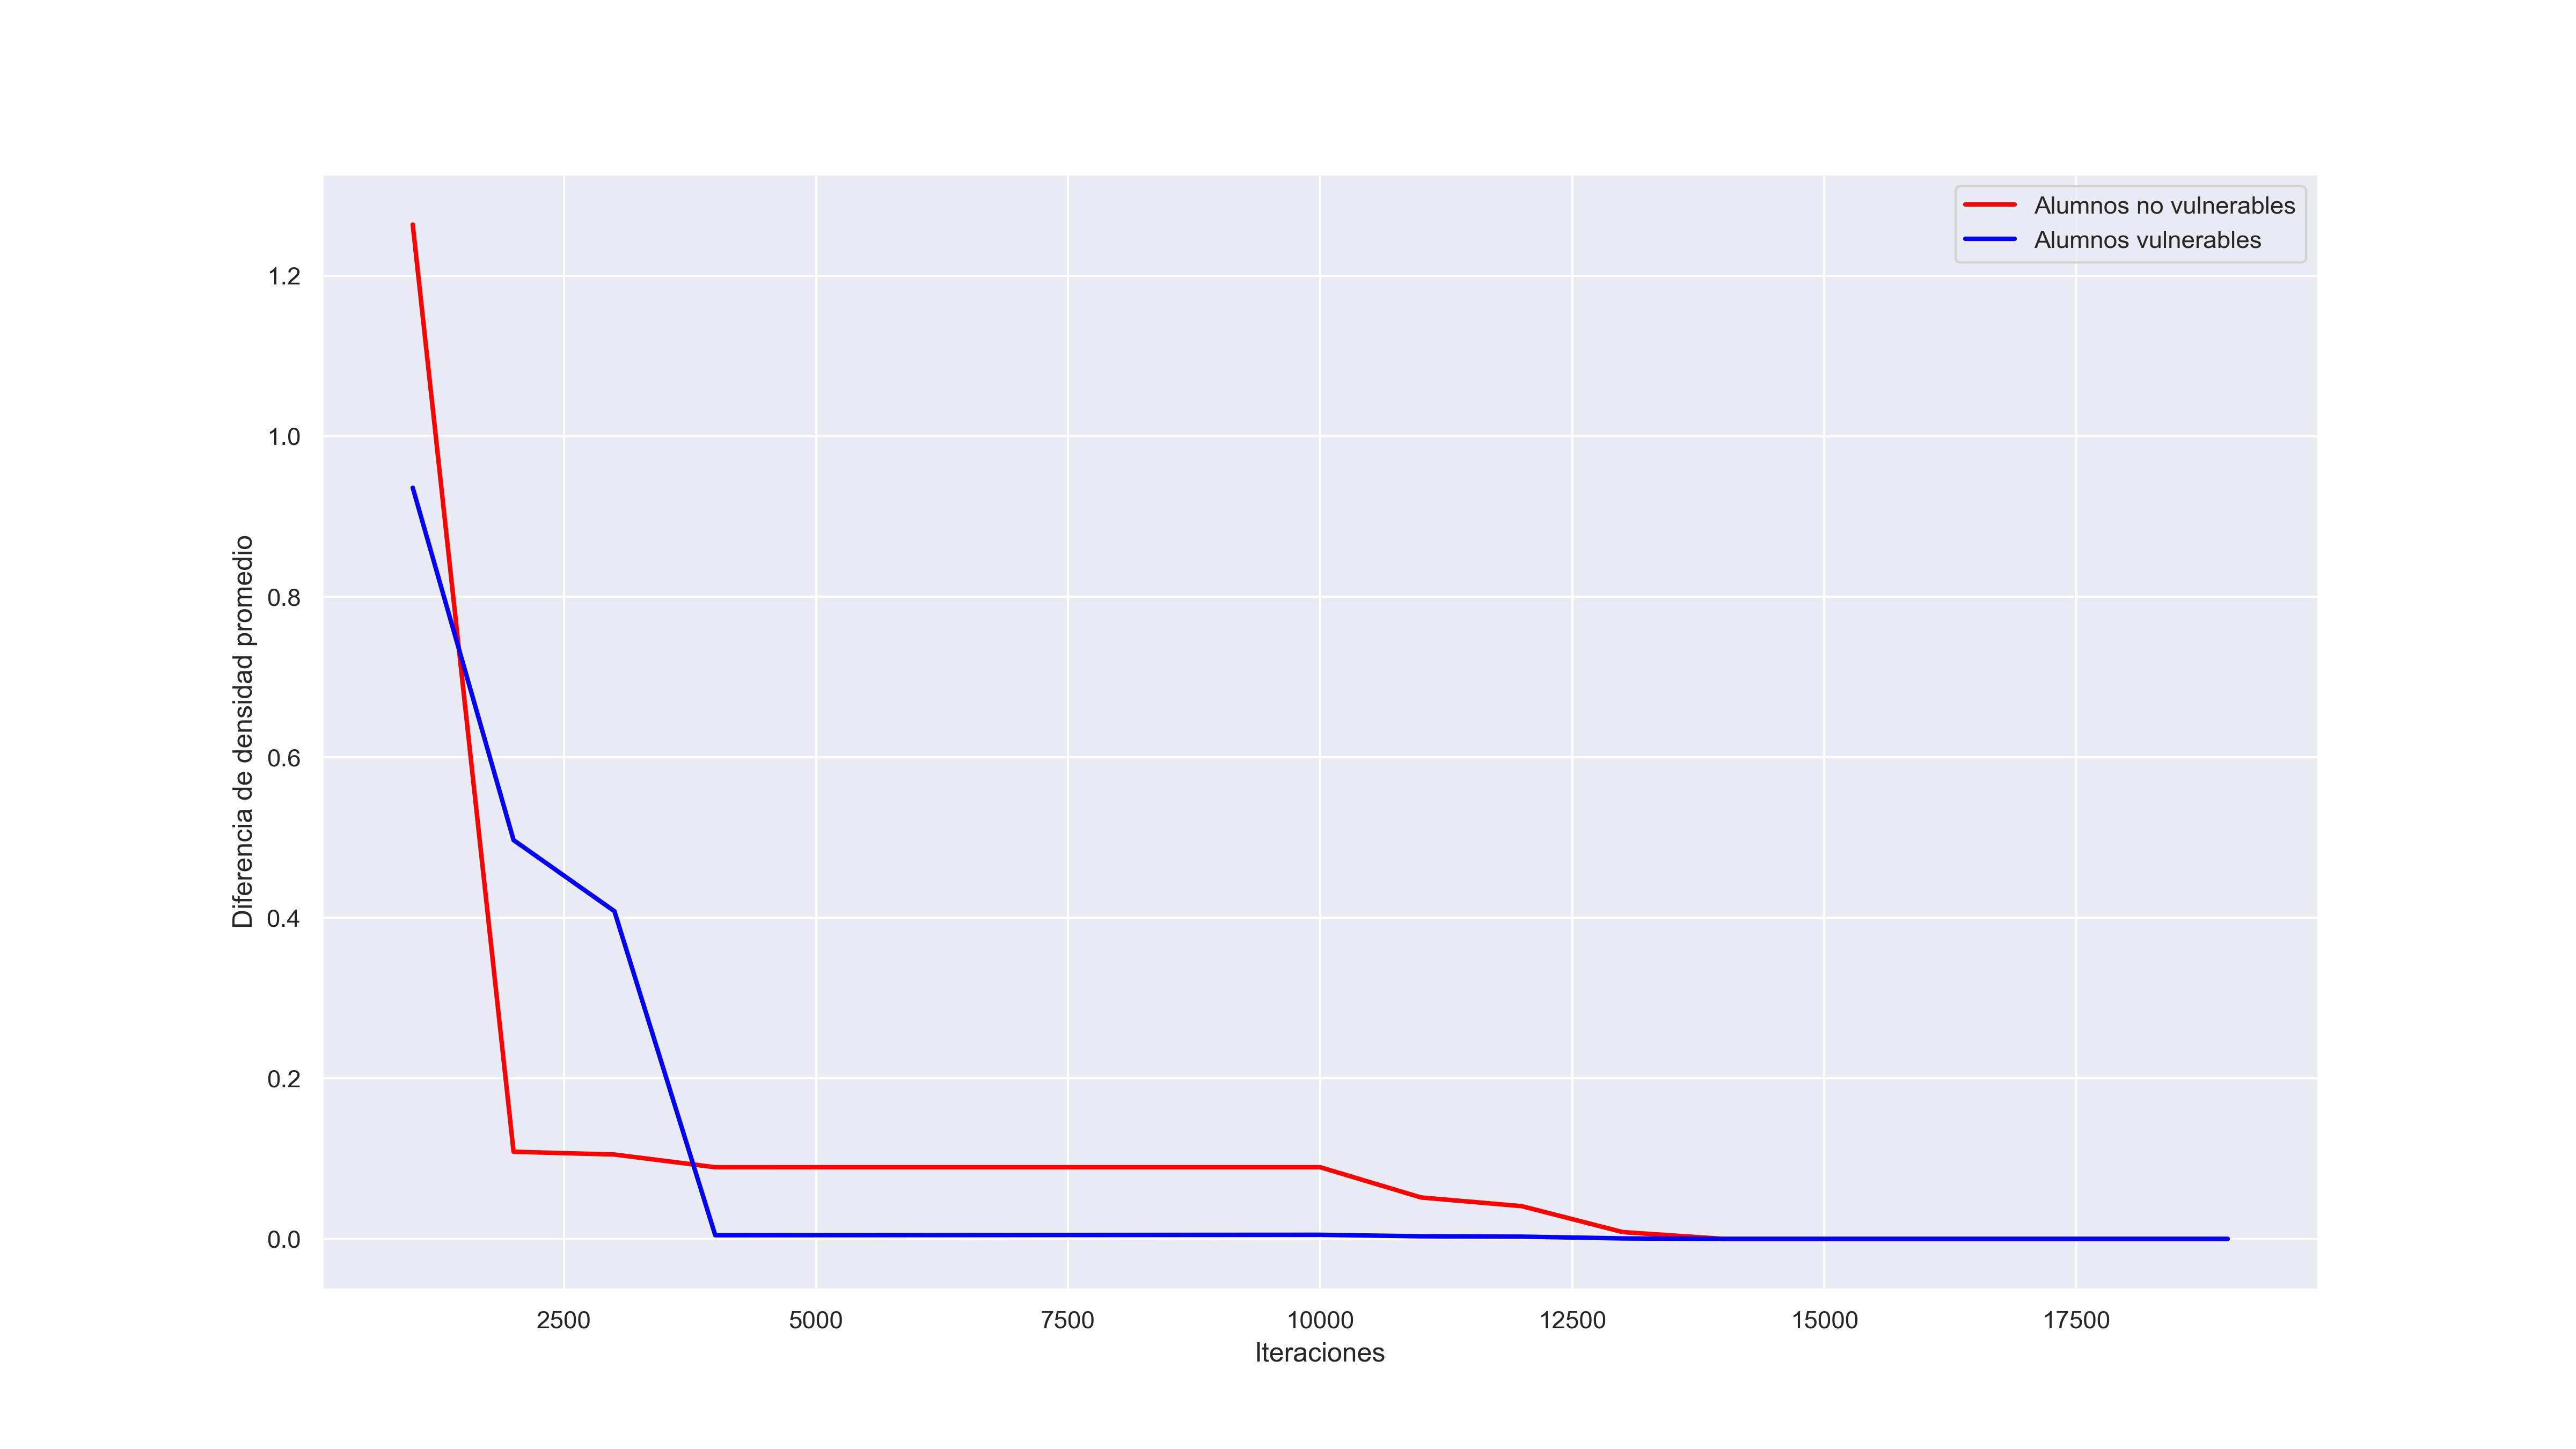 Alumnos no vulnerables
Alumnos vulnerables
Diferencia de densidad promedio
1.2
1.0
0.8
0.6
0.4
0.2
0.0
2500 5000 7500 10000 12500 15000 17500
Iteraciones